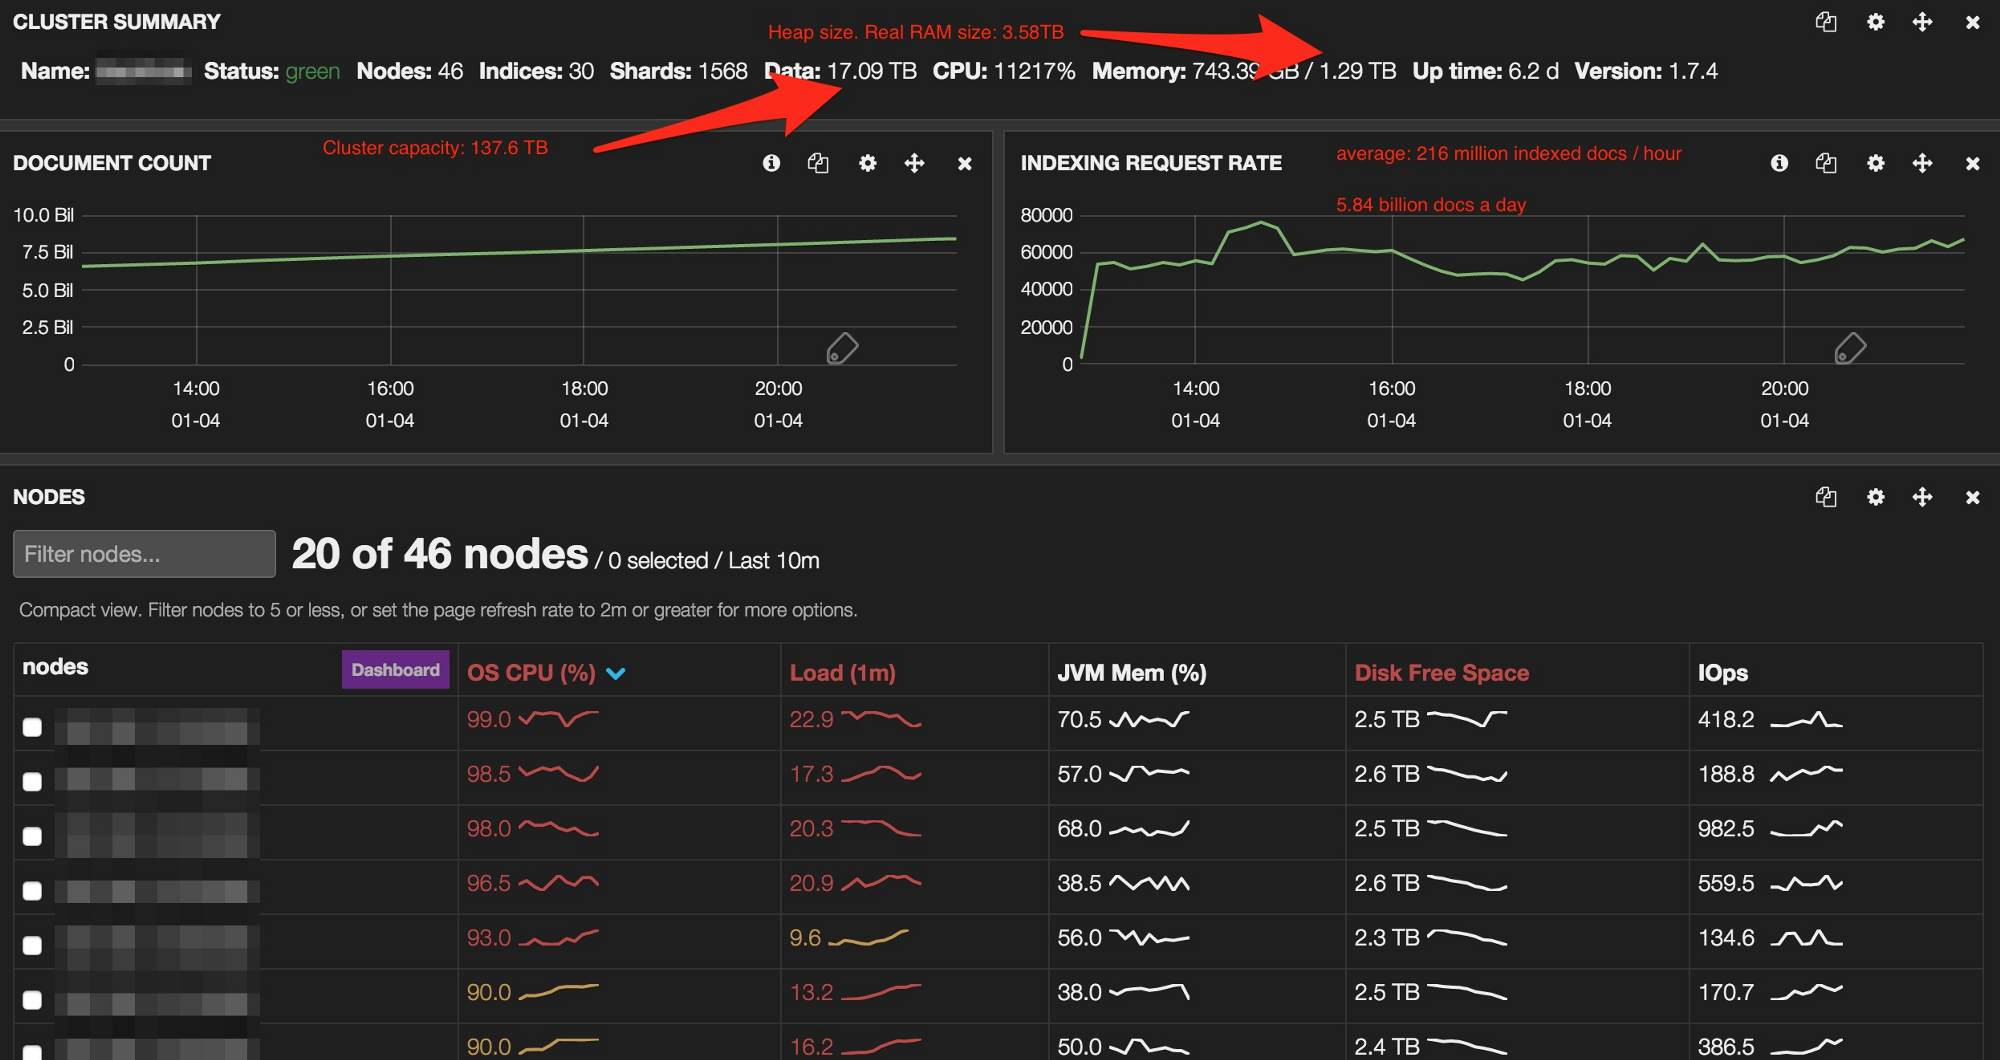 CLUSTER SUMMARY
Heap size. Real RAM size: 3.58TB
Name: Status: green Nodes: 46 Indices: 30 Shards: 1568 Data: 17.09 TB CPU: 11217% Memory: 743.39 GB / 1.29 TB Up time: 6.2 d Version: 1.7.4
DOCUMENT COUNT
Cluster capacity: 137.6 TB
10.0 Bil
7.5 Bil
5.0 Bil
2.5 Bil
0
14:00 16:00 18:00 20:00
01-04 01-04 01-04 01-04
INDEXING REQUEST RATE
average: 216 million indexed docs / hour
5.84 billion docs a day
80000
60000
40000
20000
0
14:00 16:00 18:00 20:00
01-04 01-04 01-04 01-04
NODES
Filter nodes... 20 of 46 nodes / 0 selected / Last 10m
Compact view. Filter nodes to 5 or less, or set the page refresh rate to 2m or greater for more options.
nodes Dashboard OS CPU (%) Load (1m) JVM Mem (%) Disk Free Space IOps
99.0 22.9 70.5 2.5 TB 418.2
98.5 17.3 57.0 2.6 TB 188.8
98.0 20.3 68.0 2.5 TB 982.5
96.5 20.9 38.5 2.6 TB 559.5
93.0 9.6 56.0 2.3 TB 134.6
90.0 13.2 38.0 2.5 TB 170.7
90.0 16.2 50.0 2.4 TB 386.5